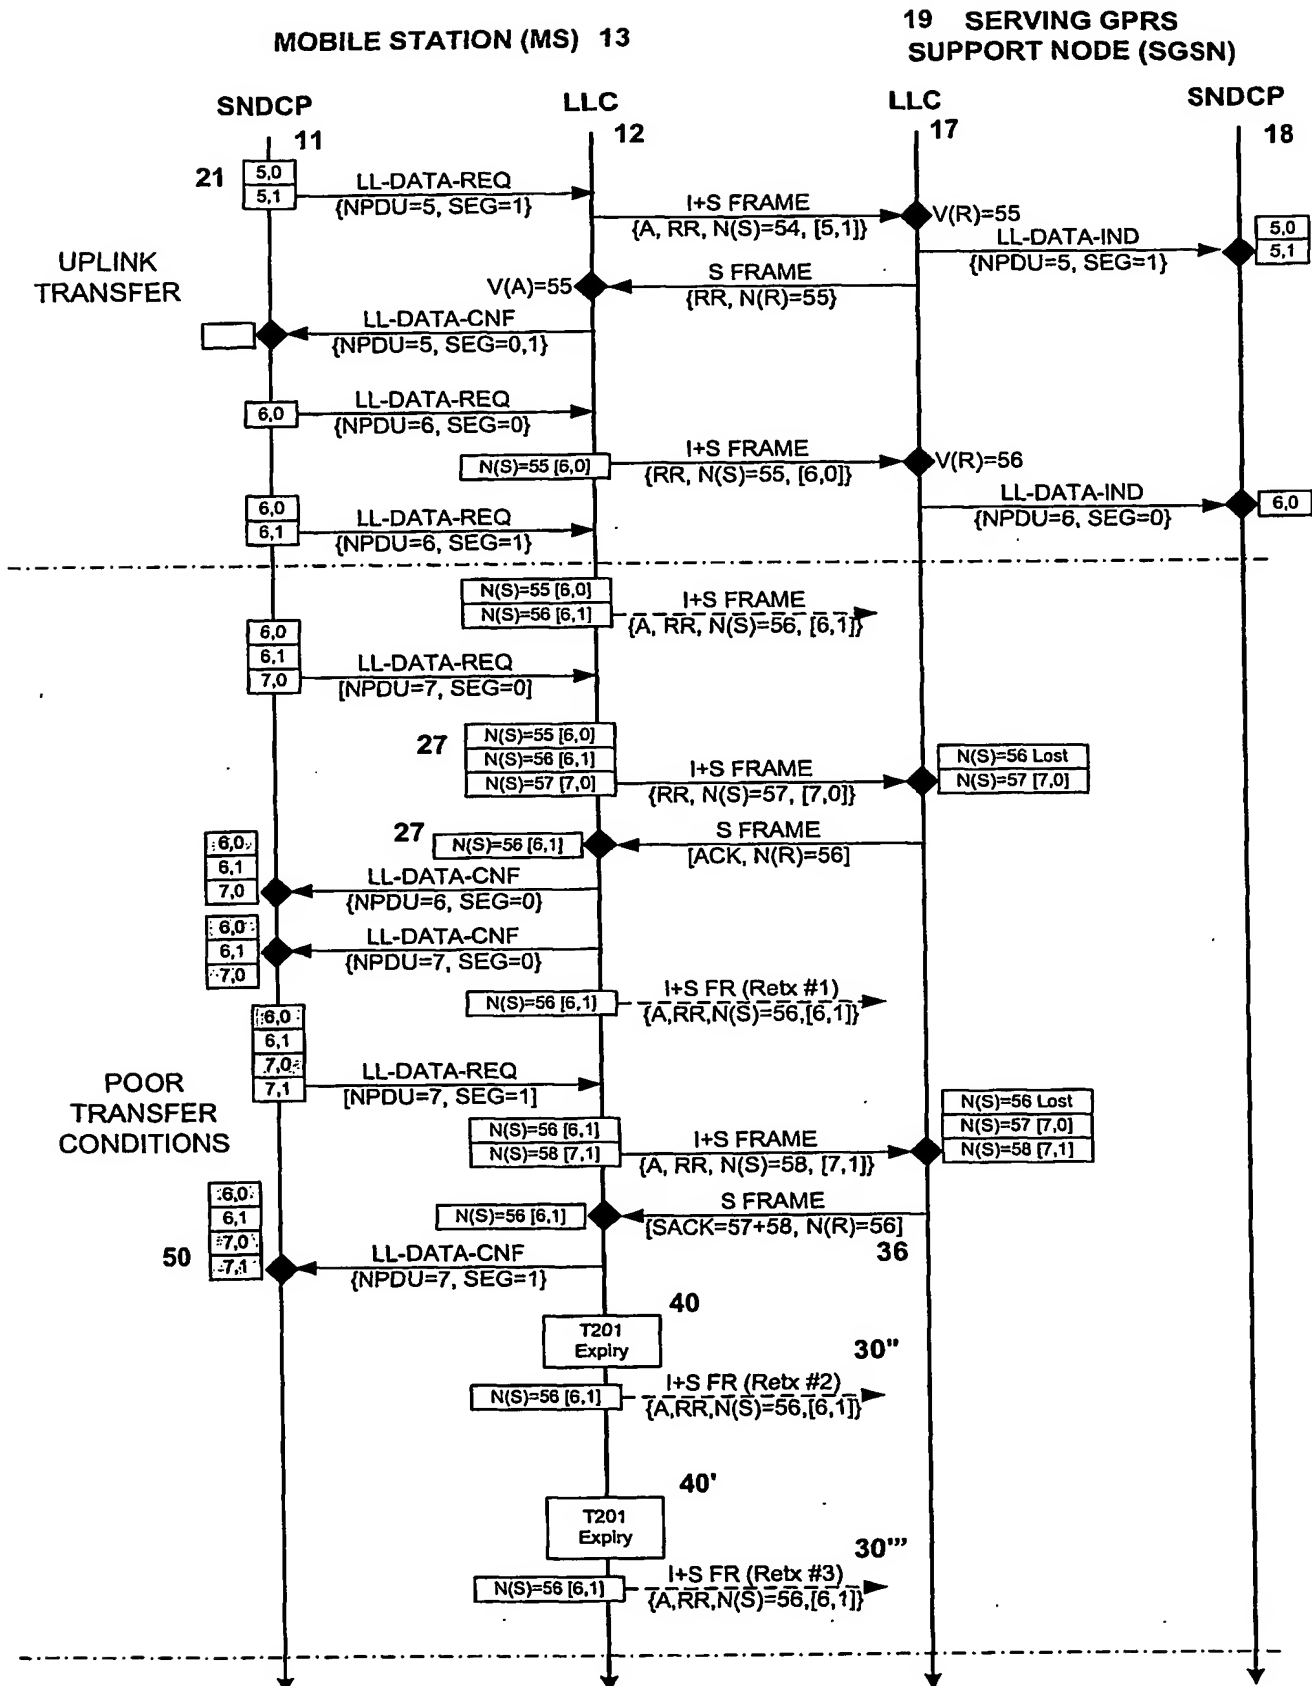 MOBILE STATION (MS) 13
19 SERVING GPRS
SUPPORT NODE (SGSN)
SNDCP
LLC
LLC
SNDCP
11
12
17
18
21
5,0
5,1
LL-DATA-REQ
{NPDU=5, SEG=1}
I+S FRAME
{A, RR, N(S)=54, [5,1]}
V(R)=55
LL-DATA-IND
{NPDU=5, SEG=1}
5,0
5,1
UPLINK
TRANSFER
V(A)=55
S FRAME
{RR, N(R)=55}
LL-DATA-CNF
{NPDU=5, SEG=0,1}
6,0
LL-DATA-REQ
{NPDU=6, SEG=0}
N(S)=55 [6,0]
I+S FRAME
{RR, N(S)=55, [6,0]}
V(R)=56
LL-DATA-IND
{NPDU=6, SEG=0}
6,0
6,0
6,1
LL-DATA-REQ
{NPDU=6, SEG=1}
N(S)=55 [6,0]
N(S)=56 [6,1]
I+S FRAME
{A, RR, N(S)=56, [6,1]}
6,0
6,1
7,0
LL-DATA-REQ
[NPDU=7, SEG=0]
27
N(S)=55 [6,0]
N(S)=56 [6,1]
N(S)=57 [7,0]
I+S FRAME
{RR, N(S)=57, [7,0]}
N(S)=56 Lost
N(S)=57 [7,0]
27
N(S)=56 [6,1]
S FRAME
[ACK, N(R)=56]
6,0
6,1
7,0
LL-DATA-CNF
{NPDU=6, SEG=0}
6,0
6,1
7,0
LL-DATA-CNF
{NPDU=7, SEG=0}
N(S)=56 [6,1]
I+S FR (Retx #1)
{A,RR,N(S)=56,[6,1]}
6,0
6,1
7,0
7,1
LL-DATA-REQ
[NPDU=7, SEG=1]
POOR
TRANSFER
CONDITIONS
N(S)=56 [6,1]
N(S)=58 [7,1]
I+S FRAME
{A, RR, N(S)=58, [7,1]}
N(S)=56 Lost
N(S)=57 [7,0]
N(S)=58 [7,1]
N(S)=56 [6,1]
S FRAME
[SACK=57+58, N(R)=56]
36
50
6,0
6,1
7,0
7,1
LL-DATA-CNF
{NPDU=7, SEG=1}
40
T201
Expiry
30"
N(S)=56 [6,1]
I+S FR (Retx #2)
{A,RR,N(S)=56,[6,1]}
40'
T201
Expiry
30'''
N(S)=56 [6,1]
I+S FR (Retx #3)
{A,RR,N(S)=56,[6,1]}